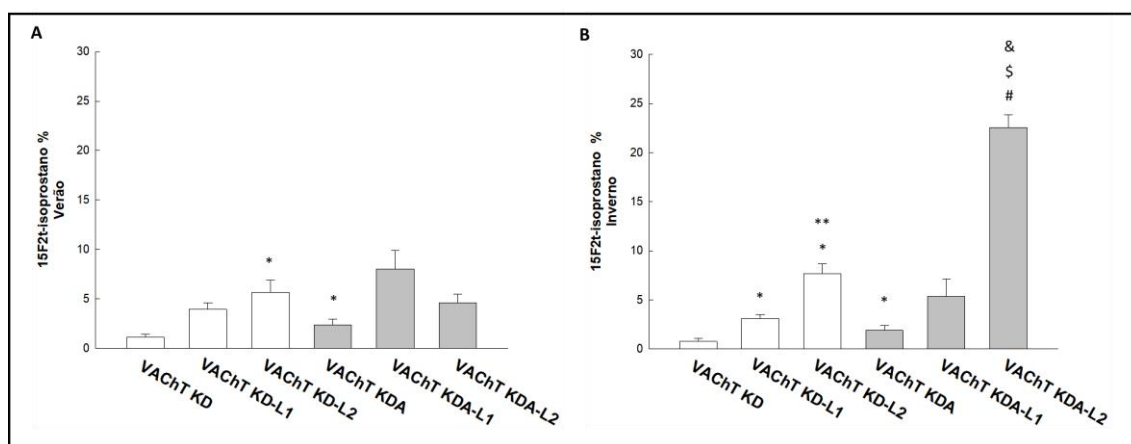 A
15F2t-isoprostano %
Verão
30
25
20
15
10
5
0
*
*
VAChT KD
VAChT KD-L1
VAChT KD-L2
VAChT KDA
VAChT KDA-L1
VAChT KDA-L2
B
15F2t-isoprostano %
Inverno
30
25
20
15
10
5
0
*
**
*
*
&
$
#
VAChT KD
VAChT KD-L1
VAChT KD-L2
VAChT KDA
VAChT KDA-L1
VAChT KDA-L2